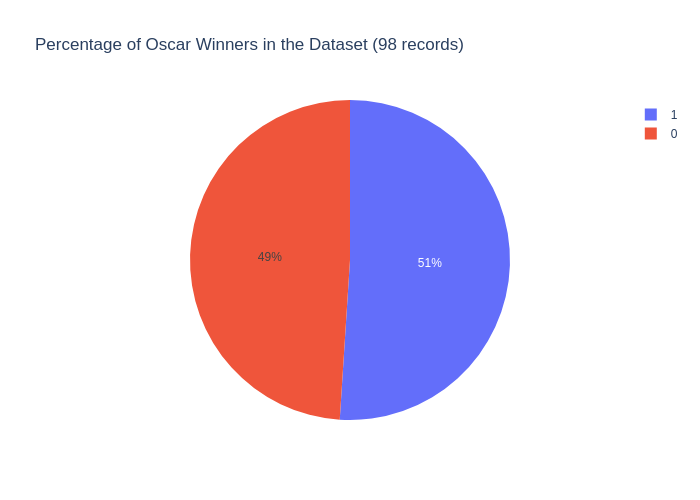 Percentage of Oscar Winners in the Dataset (98 records)
1
0
49%
51%